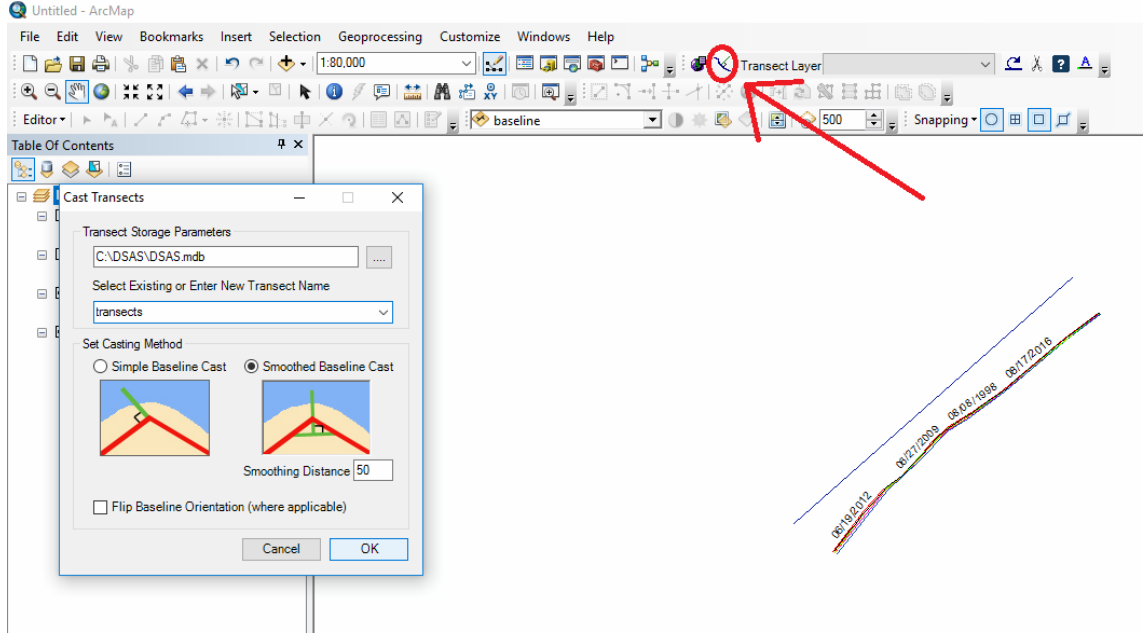 Untitled - ArcMap
File Edit View Bookmarks Insert Selection Geoprocessing Customize Windows Help
1:80,000
Transect Layer
Editor
baseline
500
Snapping
Table Of Contents
Cast Transects
Transect Storage Parameters
C:\DSAS\DSAS.mdb
....
Select Existing or Enter New Transect Name
transects
Set Casting Method
Simple Baseline Cast
Smoothed Baseline Cast
Smoothing Distance 50
Flip Baseline Orientation (where applicable)
Cancel OK
08/17/2016
08/08/1998
06/27/2009
06/19/2012